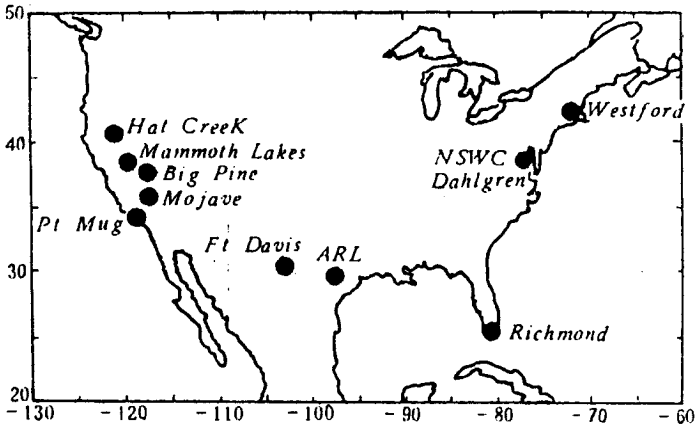 50
40
30
20
-130
-120
-110
-100
-90
-80
-70
-60
Hat CreeK
Mammoth Lakes
Big Pine
Mojave
Pt Mug
Ft Davis
ARL
NSWC
Dahlgren
Westford
Richmond